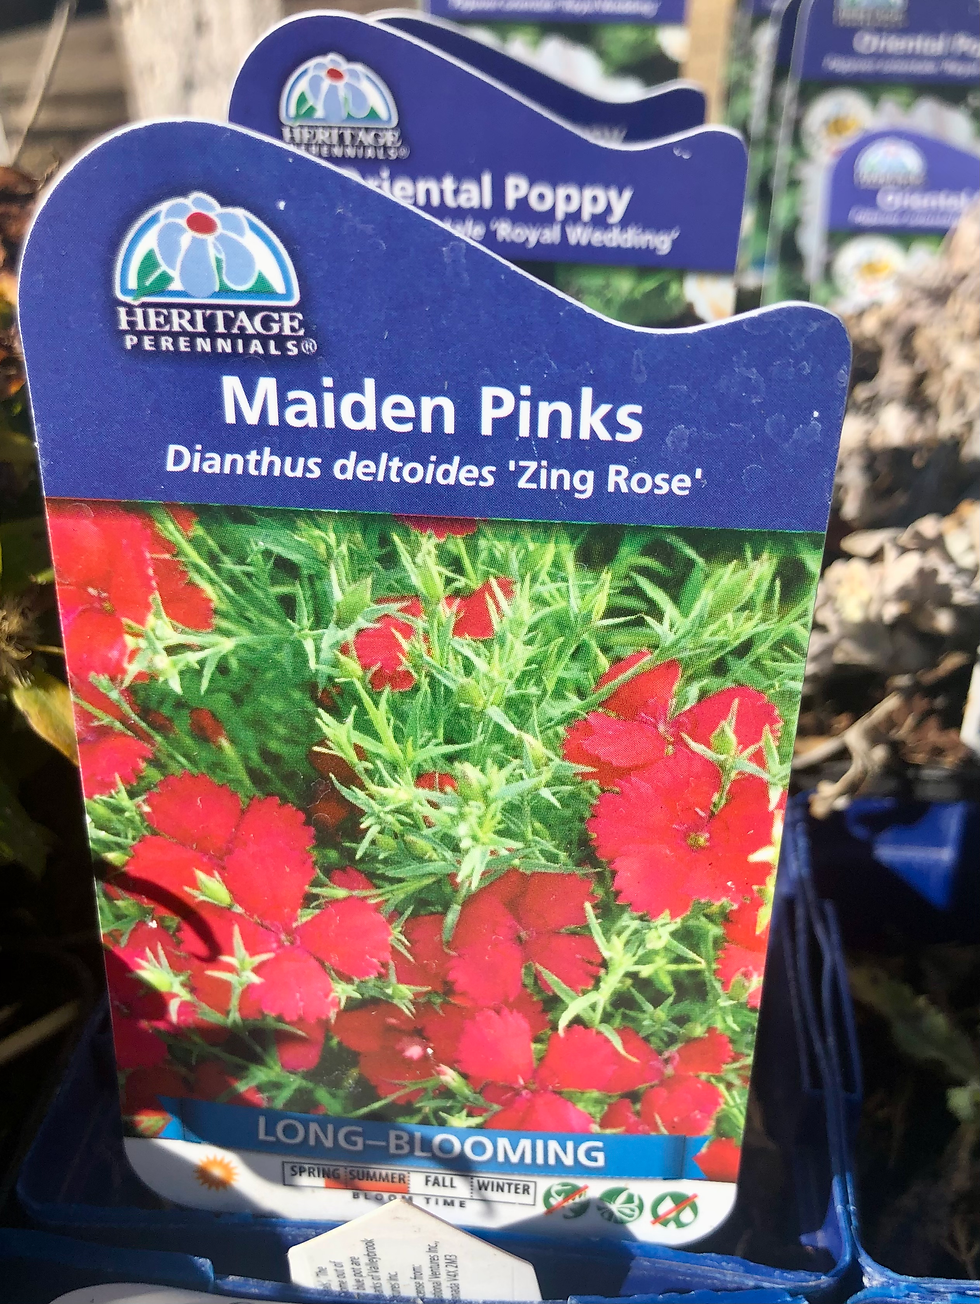 HERITAGE
PERENNIALS®
Oriental Poppy
'Royal Wedding'
Oriental
HERITAGE
PERENNIALS®
Maiden Pinks
Dianthus deltoides 'Zing Rose'
LONG-BLOOMING
SPRING SUMMER FALL WINTER
BLOOM TIME